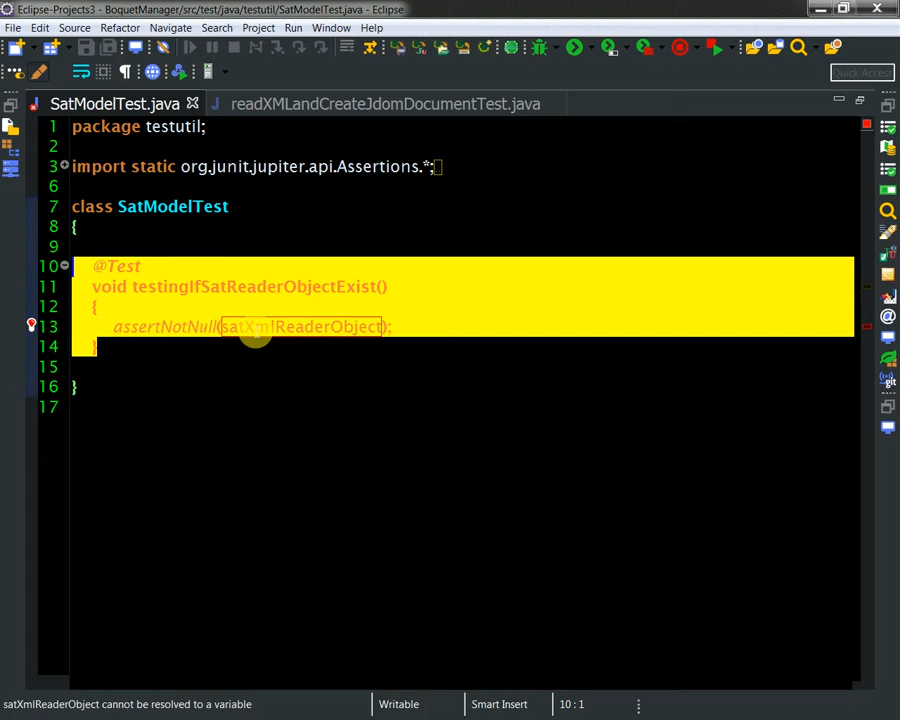 Eclipse-Projects3 - BoquetManager/src/test/java/testutil/SatModelTest.java - Eclipse
File Edit Source Refactor Navigate Search Project Run Window Help
Quick Access
SatModelTest.java readXMLandCreateJdomDocumentTest.java
1 package testutil;
2
3 import static org.junit.jupiter.api.Assertions.*;
6
7 class SatModelTest
8 {
9
10 @Test
11 void testingIfSatReaderObjectExist()
12 {
13 assertNotNull(satXmlReaderObject);
14 }
15
16 }
17
satXmlReaderObject cannot be resolved to a variable Writable Smart Insert 10 : 1